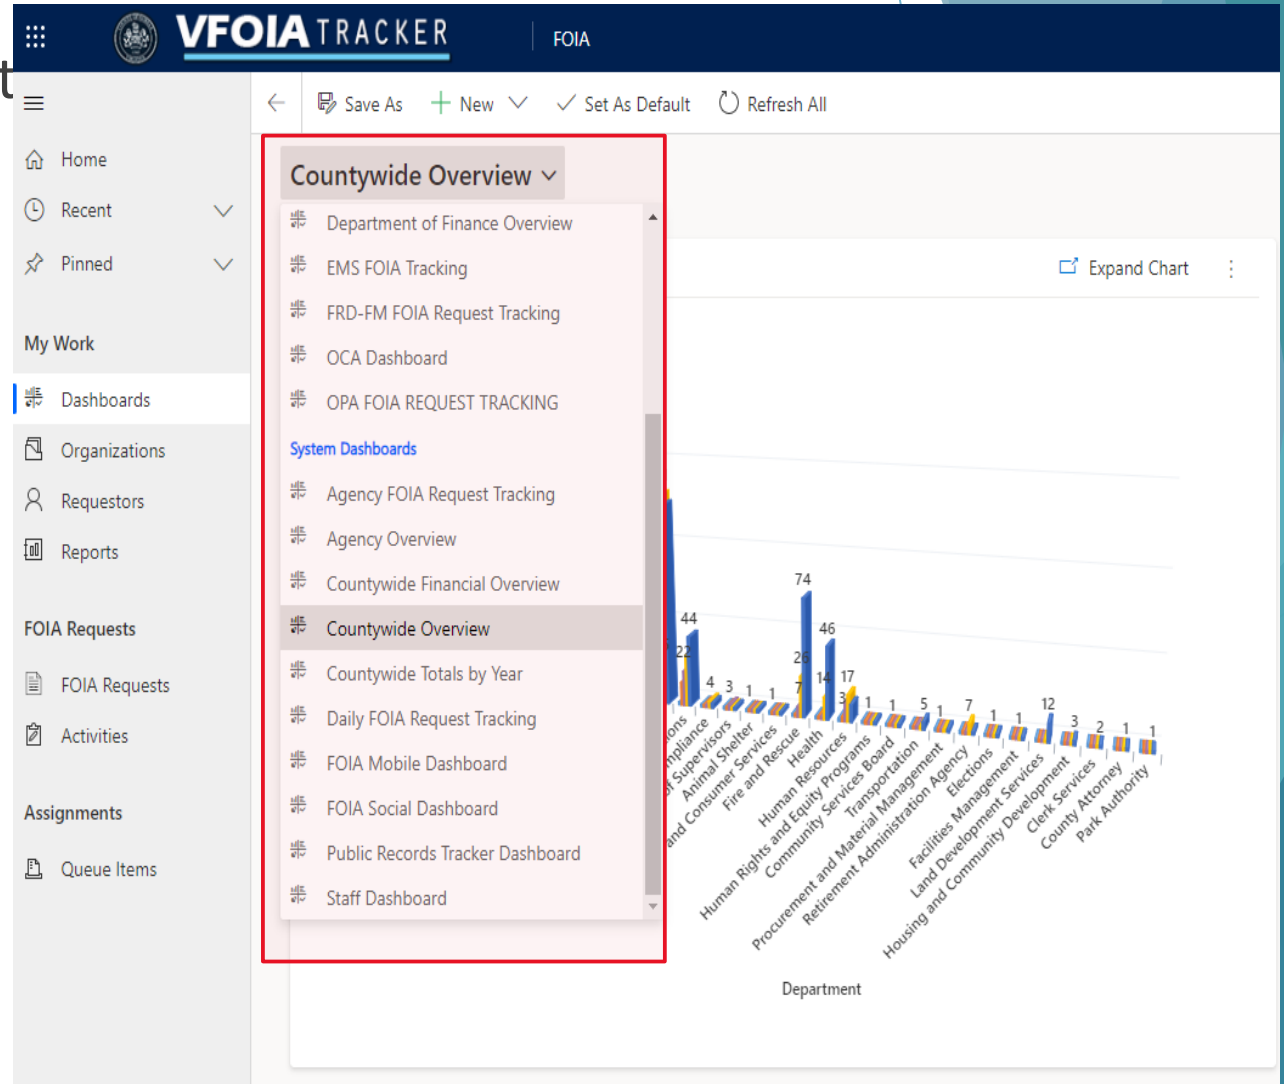 VFOIA TRACKER
FOIA
t
Save As
New
Set As Default
Refresh All
Home
Recent
Pinned
My Work
Dashboards
Organizations
Requestors
Reports
FOIA Requests
FOIA Requests
Activities
Assignments
Queue Items
Countywide Overview
Department of Finance Overview
EMS FOIA Tracking
FRD-FM FOIA Request Tracking
OCA Dashboard
OPA FOIA REQUEST TRACKING
System Dashboards
Agency FOIA Request Tracking
Agency Overview
Countywide Financial Overview
Countywide Overview
Countywide Totals by Year
Daily FOIA Request Tracking
FOIA Mobile Dashboard
FOIA Social Dashboard
Public Records Tracker Dashboard
Staff Dashboard
Expand Chart
44
22
4
3
1
1
74
26
7
46
14
17
3
1
1
5
1
7
1
1
12
3
2
1
1
ions
mpliance
of Supervisors
Animal Shelter
and Consumer Services
Fire and Rescue
Health
Human Resources
Human Rights and Equity Programs
Community Services Board
Transportation
Procurement and Material Management
Retirement Administration Agency
Elections
Facilities Management
Land Development Services
Housing and Community Development
Clerk Services
County Attorney
Park Authority
Department